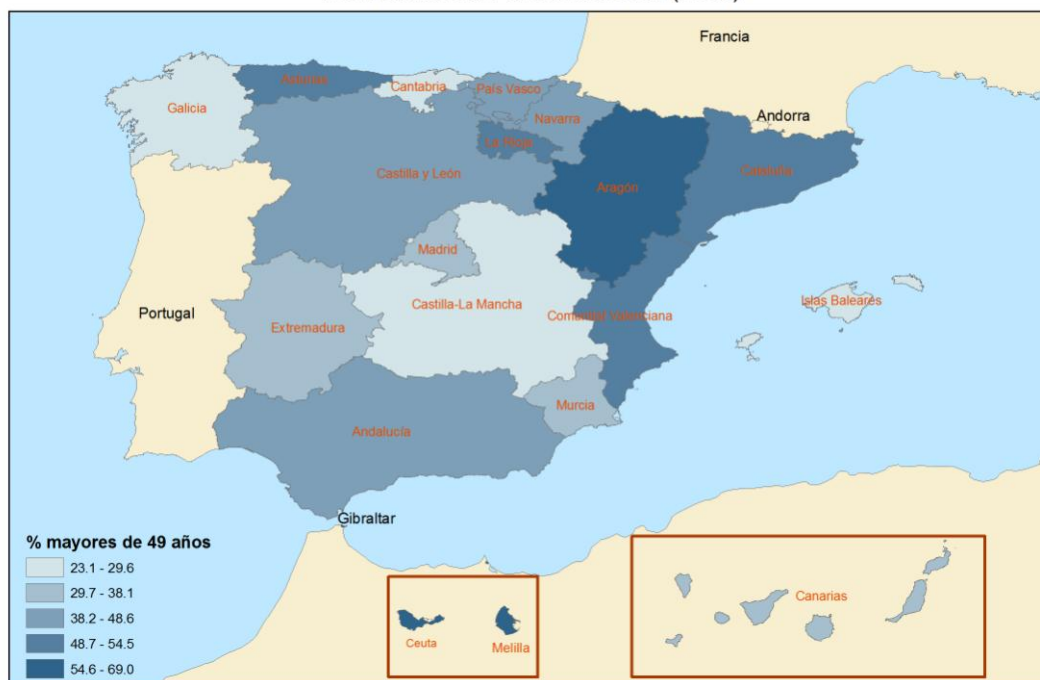 Francia
Asturias
Cantabria
País Vasco
Galicia
Andorra
Navarra
La Rioja
Castilla y León
Cataluña
Aragón
Madrid
Castilla-La Mancha
Islas Baleares
Portugal
Comunitat Valenciana
Extremadura
Murcia
Andalucía
Gibraltar
% mayores de 49 años
23.1 - 29.6
29.7 - 38.1
38.2 - 48.6
48.7 - 54.5
54.6 - 69.0
Ceuta
Melilla
Canarias